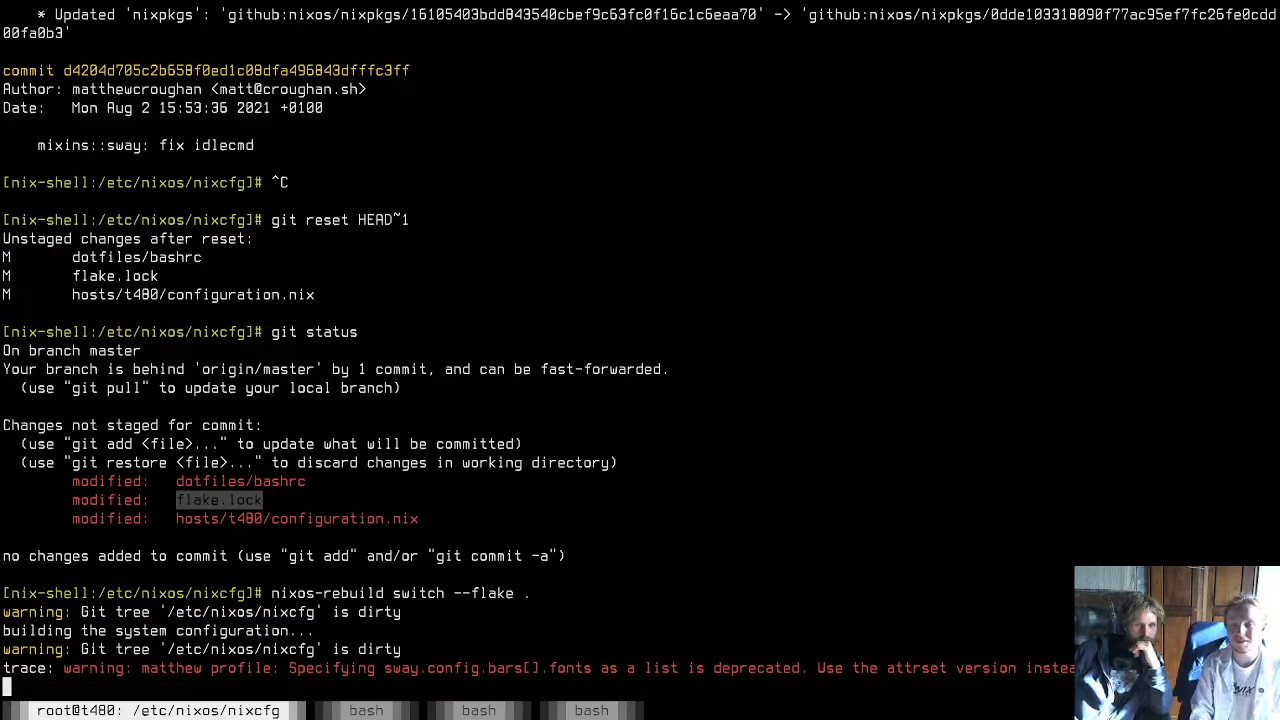 * Updated 'nixpkgs': 'github:nixos/nixpkgs/16105403bdd843540cbef9c63fc0f16c1c6eaa70' -> 'github:nixos/nixpkgs/0dde103318090f77ac95ef7fc26fe0cdd
00fa0b3'
commit d4204d705c2b658f0ed1c08dfa496843dfffc3ff
Author: matthewcroughan <matt@croughan.sh>
Date: Mon Aug 2 15:53:36 2021 +0100
mixins::sway: fix idlecmd
[nix-shell:/etc/nixos/nixcfg]# ^C
[nix-shell:/etc/nixos/nixcfg]# git reset HEAD~1
Unstaged changes after reset:
M dotfiles/bashrc
M flake.lock
M hosts/t480/configuration.nix
[nix-shell:/etc/nixos/nixcfg]# git status
On branch master
Your branch is behind 'origin/master' by 1 commit, and can be fast-forwarded.
(use "git pull" to update your local branch)
Changes not staged for commit:
(use "git add <file>..." to update what will be committed)
(use "git restore <file>..." to discard changes in working directory)
modified: dotfiles/bashrc
modified: flake.lock
modified: hosts/t480/configuration.nix
no changes added to commit (use "git add" and/or "git commit -a")
[nix-shell:/etc/nixos/nixcfg]# nixos-rebuild switch --flake .
warning: Git tree '/etc/nixos/nixcfg' is dirty
building the system configuration...
warning: Git tree '/etc/nixos/nixcfg' is dirty
trace: warning: matthew profile: Specifying sway.config.bars[].fonts as a list is deprecated. Use the attrset version instea
root@t480: /etc/nixos/nixcfg bash bash bash